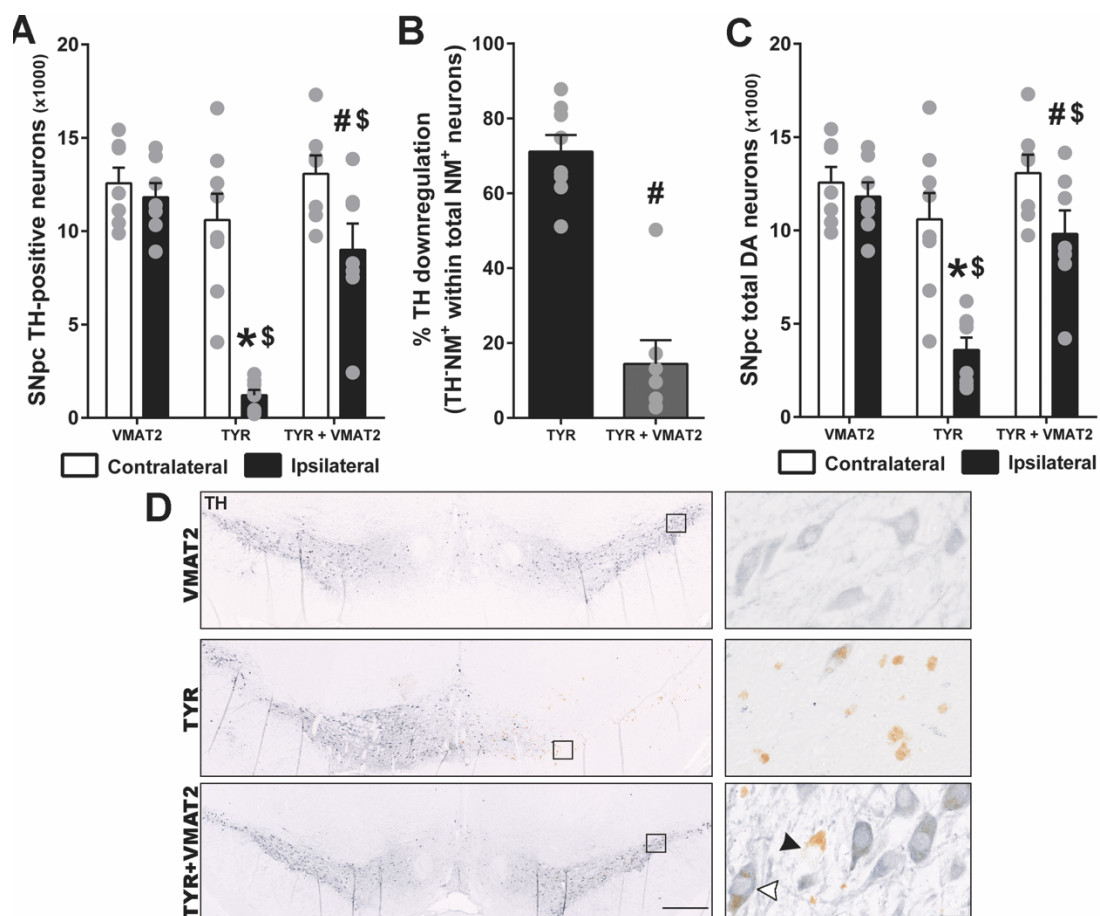 A
SNpc TH-positive neurons (x1000)
20
15
10
5
0
# $
* $
VMAT2
TYR
TYR + VMAT2
Contralateral
Ipsilateral
B
% TH downregulation
(TH⁻NM⁺ within total NM⁺ neurons)
100
80
60
40
20
0
#
TYR
TYR + VMAT2
C
SNpc total DA neurons (x1000)
20
15
10
5
0
# $
* $
VMAT2
TYR
TYR + VMAT2
Contralateral
Ipsilateral
D
TH
VMAT2
TYR
TYR+VMAT2